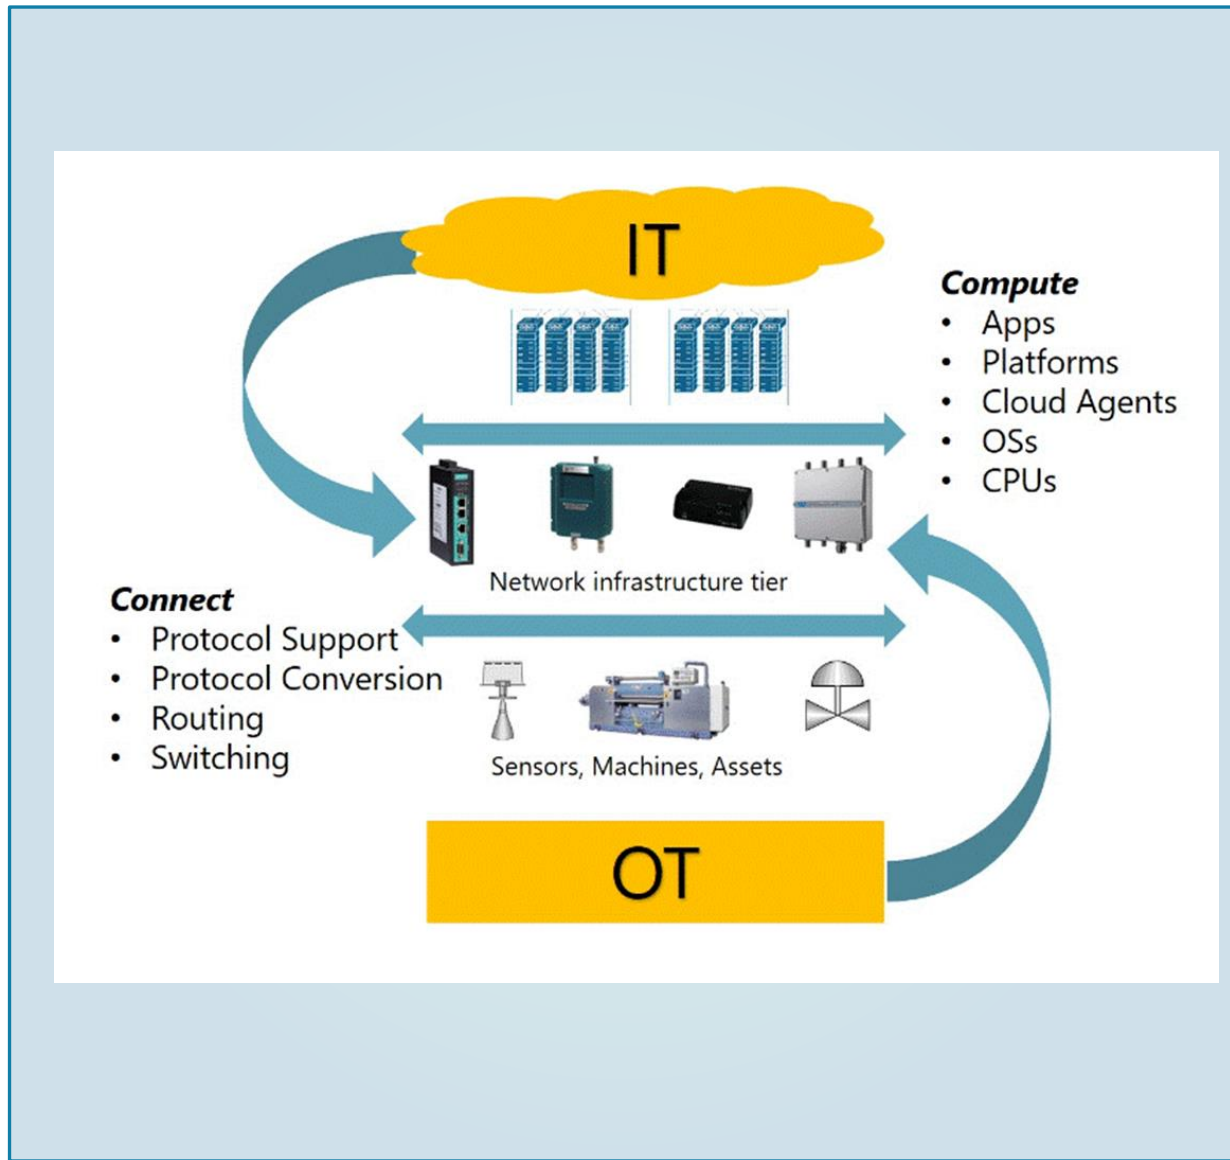 IT
Compute
• Apps
• Platforms
• Cloud Agents
• OSs
• CPUs
Network infrastructure tier
Connect
• Protocol Support
• Protocol Conversion
• Routing
• Switching
Sensors, Machines, Assets
OT